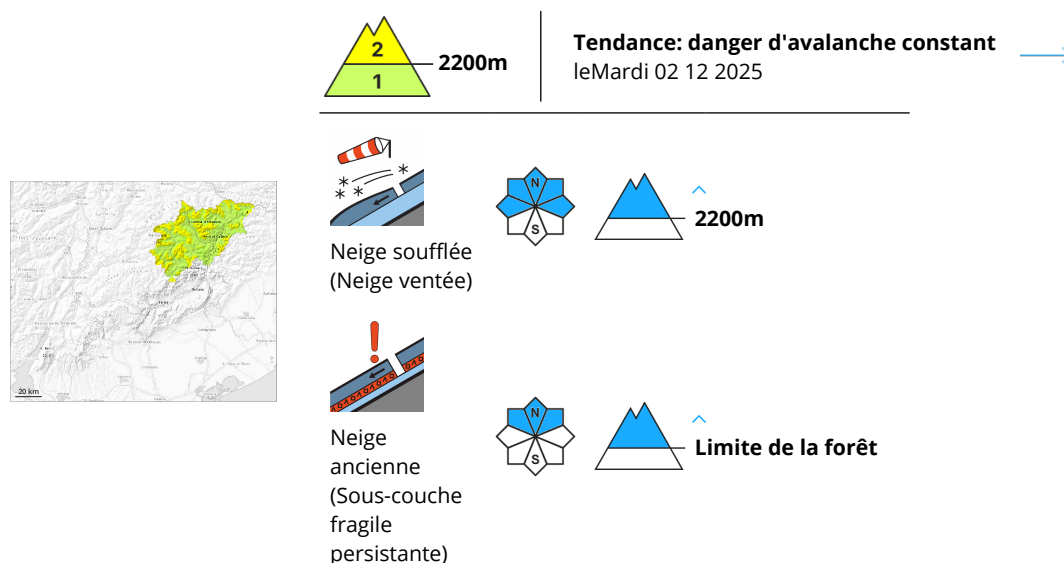 2
2200m
1
Tendance: danger d'avalanche constant
leMardi 02 12 2025
N
S
2200m
Neige soufflée
(Neige ventée)
N
S
Limite de la forêt
Neige
ancienne
(Sous-couche
fragile
persistante)
20 km